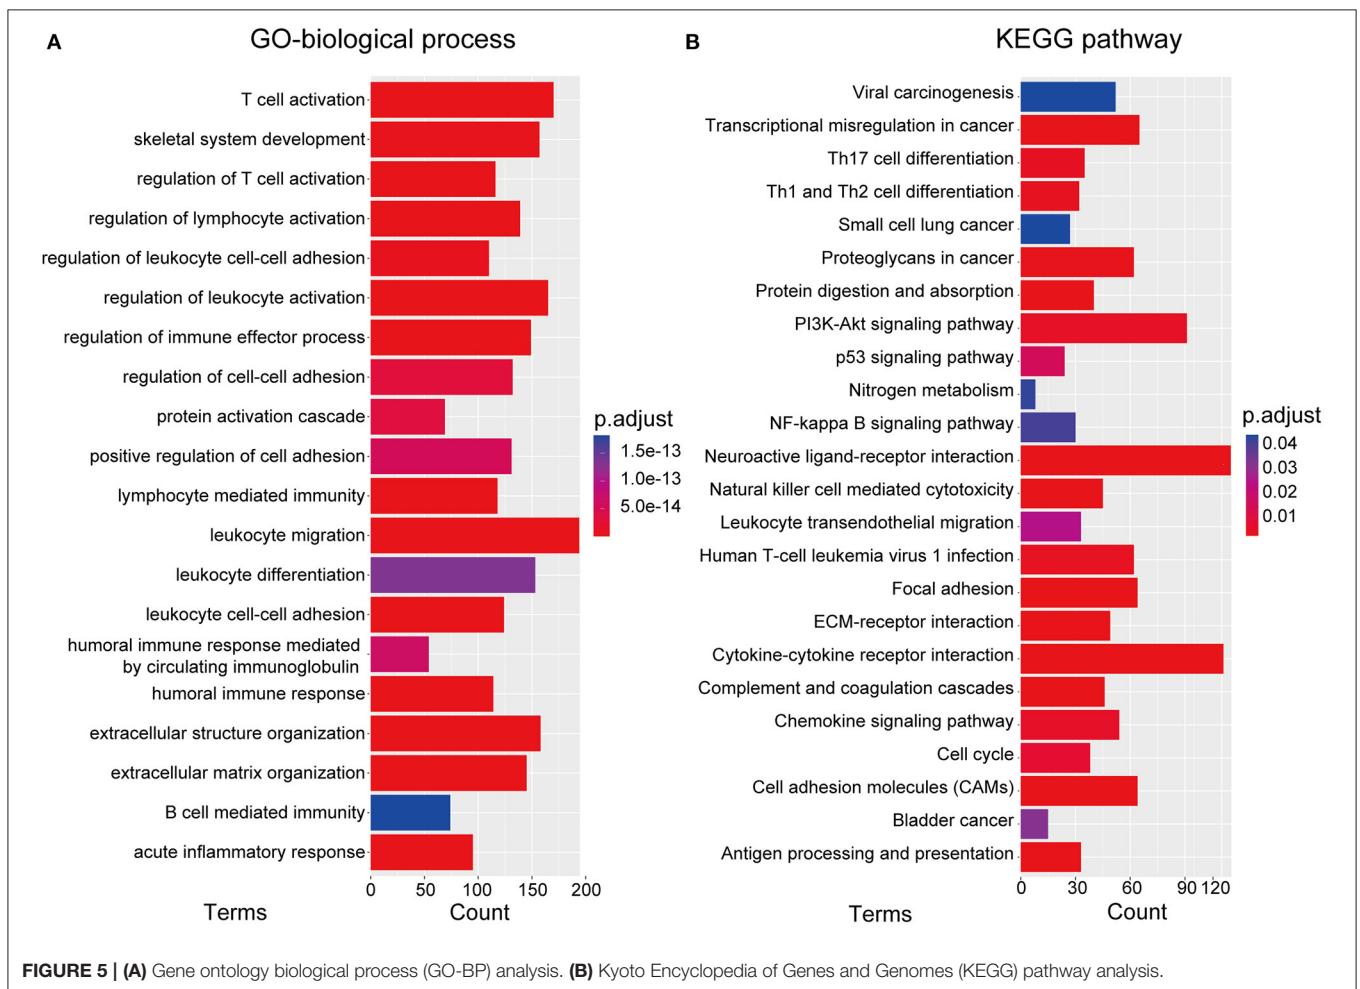 A
GO-biological process
T cell activation
skeletal system development
regulation of T cell activation
regulation of lymphocyte activation
regulation of leukocyte cell-cell adhesion
regulation of leukocyte activation
regulation of immune effector process
regulation of cell-cell adhesion
protein activation cascade
positive regulation of cell adhesion
lymphocyte mediated immunity
leukocyte migration
leukocyte differentiation
leukocyte cell-cell adhesion
humoral immune response mediated
by circulating immunoglobulin
humoral immune response
extracellular structure organization
extracellular matrix organization
B cell mediated immunity
acute inflammatory response
0 50 100 150 200
Terms
Count
p.adjust
1.5e-13
1.0e-13
5.0e-14
B
KEGG pathway
Viral carcinogenesis
Transcriptional misregulation in cancer
Th17 cell differentiation
Th1 and Th2 cell differentiation
Small cell lung cancer
Proteoglycans in cancer
Protein digestion and absorption
PI3K-Akt signaling pathway
p53 signaling pathway
Nitrogen metabolism
NF-kappa B signaling pathway
Neuroactive ligand-receptor interaction
Natural killer cell mediated cytotoxicity
Leukocyte transendothelial migration
Human T-cell leukemia virus 1 infection
Focal adhesion
ECM-receptor interaction
Cytokine-cytokine receptor interaction
Complement and coagulation cascades
Chemokine signaling pathway
Cell cycle
Cell adhesion molecules (CAMs)
Bladder cancer
Antigen processing and presentation
0 30 60 90 120
Terms
Count
p.adjust
0.04
0.03
0.02
0.01
FIGURE 5 | (A) Gene ontology biological process (GO-BP) analysis. (B) Kyoto Encyclopedia of Genes and Genomes (KEGG) pathway analysis.